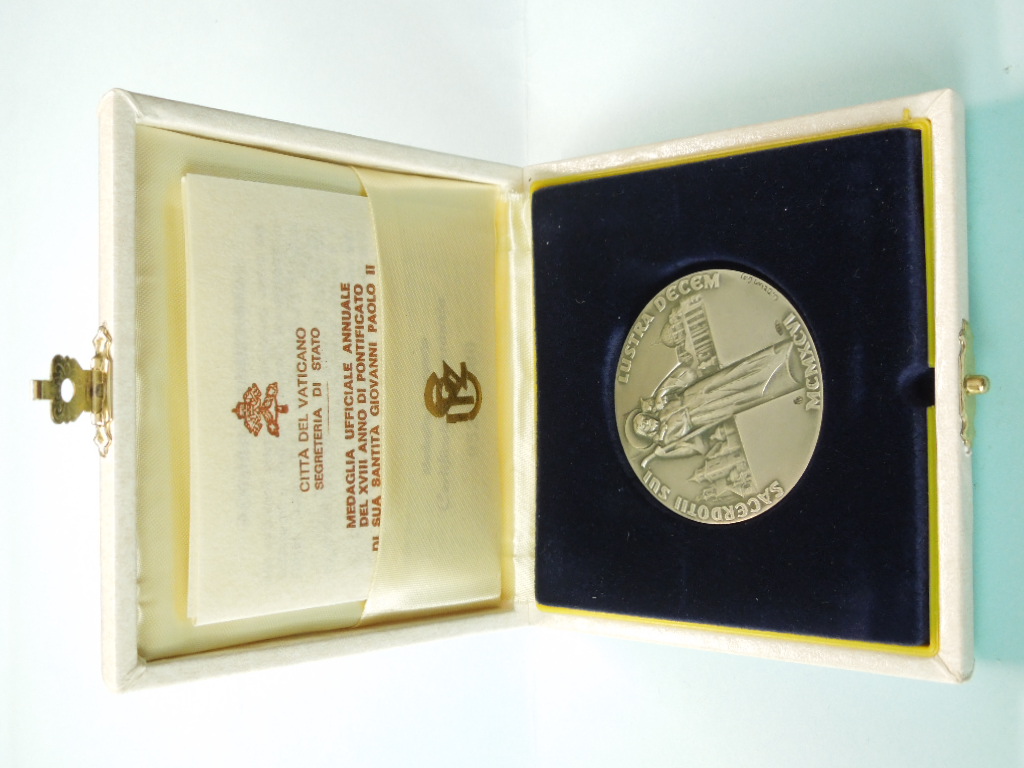 CITTÀ DEL VATICANO
SEGRETERIA DI STATO
MEDAGLIA UFFICIALE ANNUALE
DEL XVIII ANNO DI PONTIFICATO
DI SUA SANTITÀ GIOVANNI PAOLO II
LUSTRA DECEM
SACERDOTII SUI
MCMXCVI